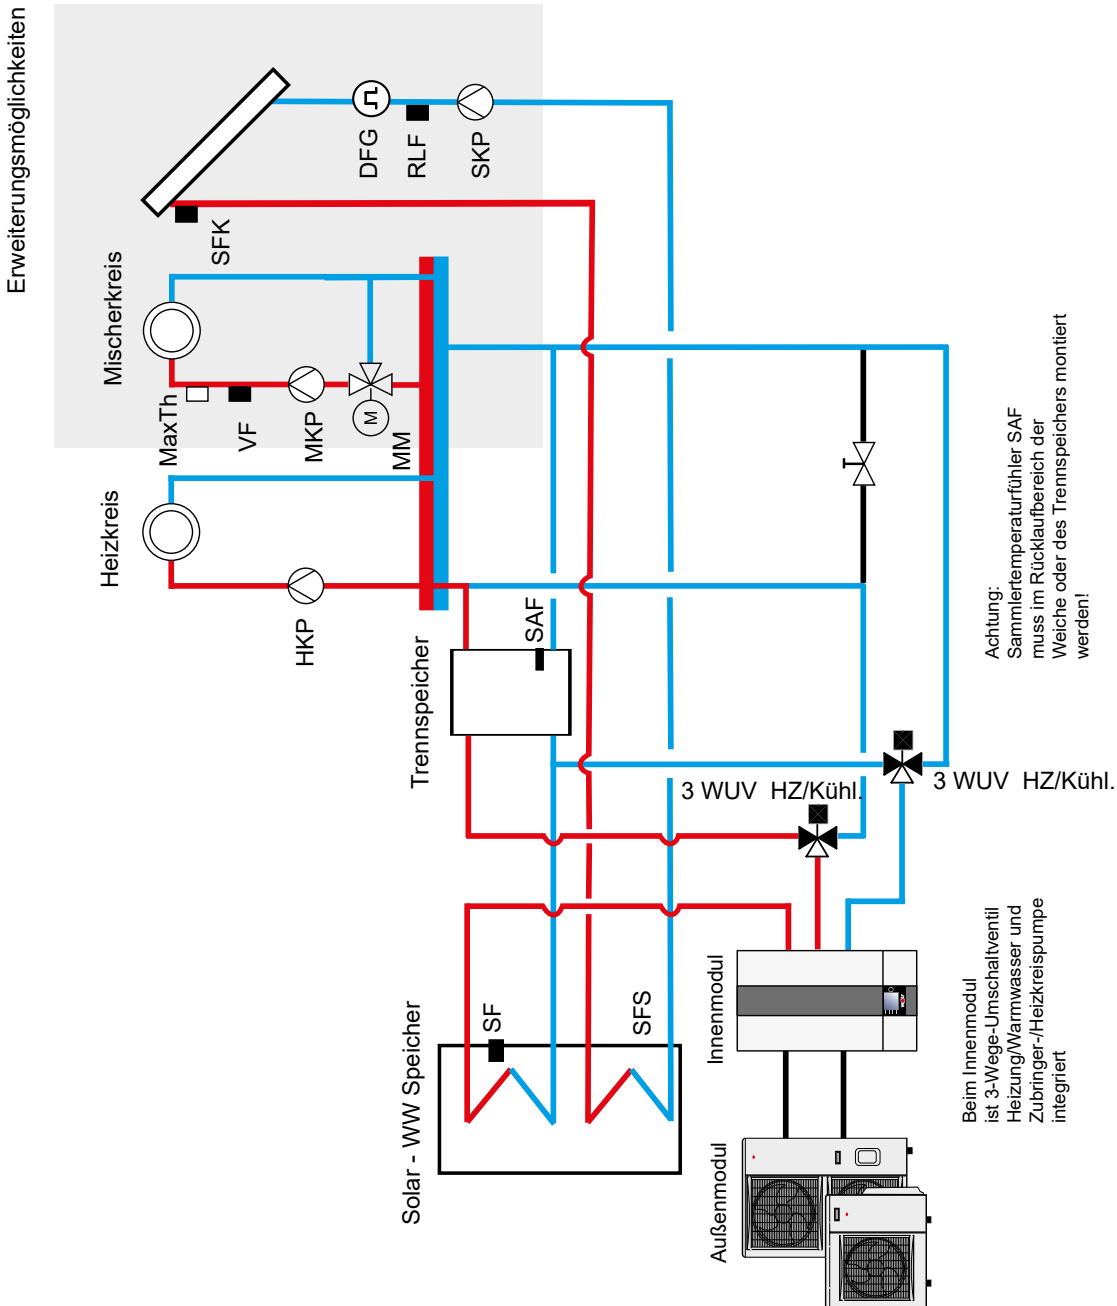 Erweiterungsmöglichkeiten
DFG
RLF
SKP
SFK
Mischerkreis
MaxTh
VF
MKP
MM
M
Heizkreis
HKP
Trennspeicher
SAF
Achtung:
Sammlertemperaturfühler SAF
muss im Rücklaufbereich der
Weiche oder des Trennspeichers montiert
werden!
3 WUV HZ/Kühl.
3 WUV HZ/Kühl.
Solar - WW Speicher
SF
SFS
Innenmodul
Beim Innenmodul
ist 3-Wege-Umschaltventil
Heizung/Warmwasser und
Zubringer-/Heizkreispumpe
integriert
Außenmodul